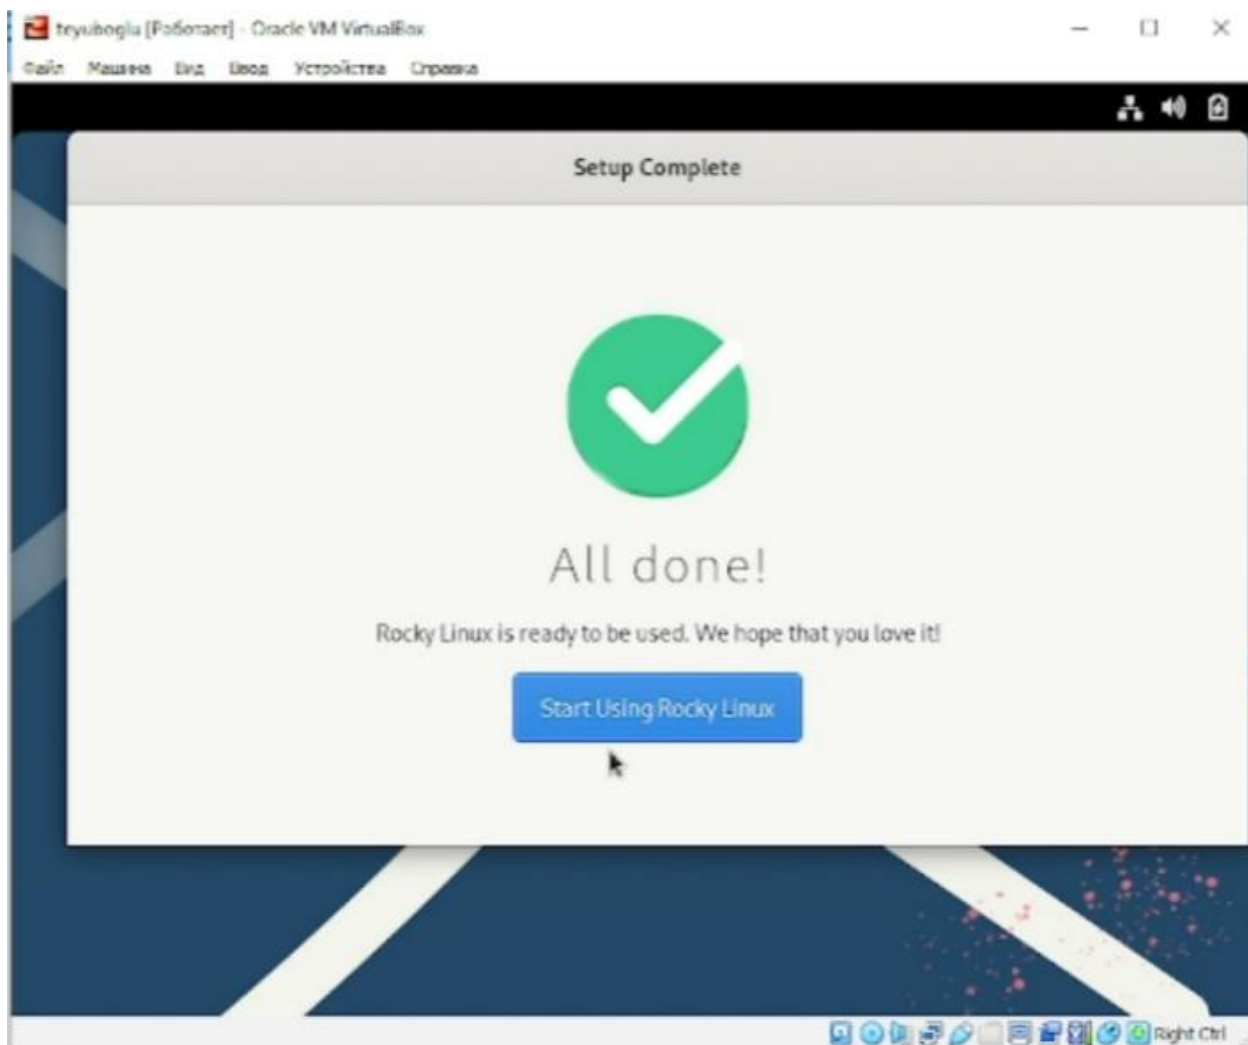 teyuboglu [Работает] - Oracle VM VirtualBox
Файл Машина Вид Ввод Устройства Справка
Setup Complete
All done!
Rocky Linux is ready to be used. We hope that you love it!
Start Using Rocky Linux
Right Ctrl